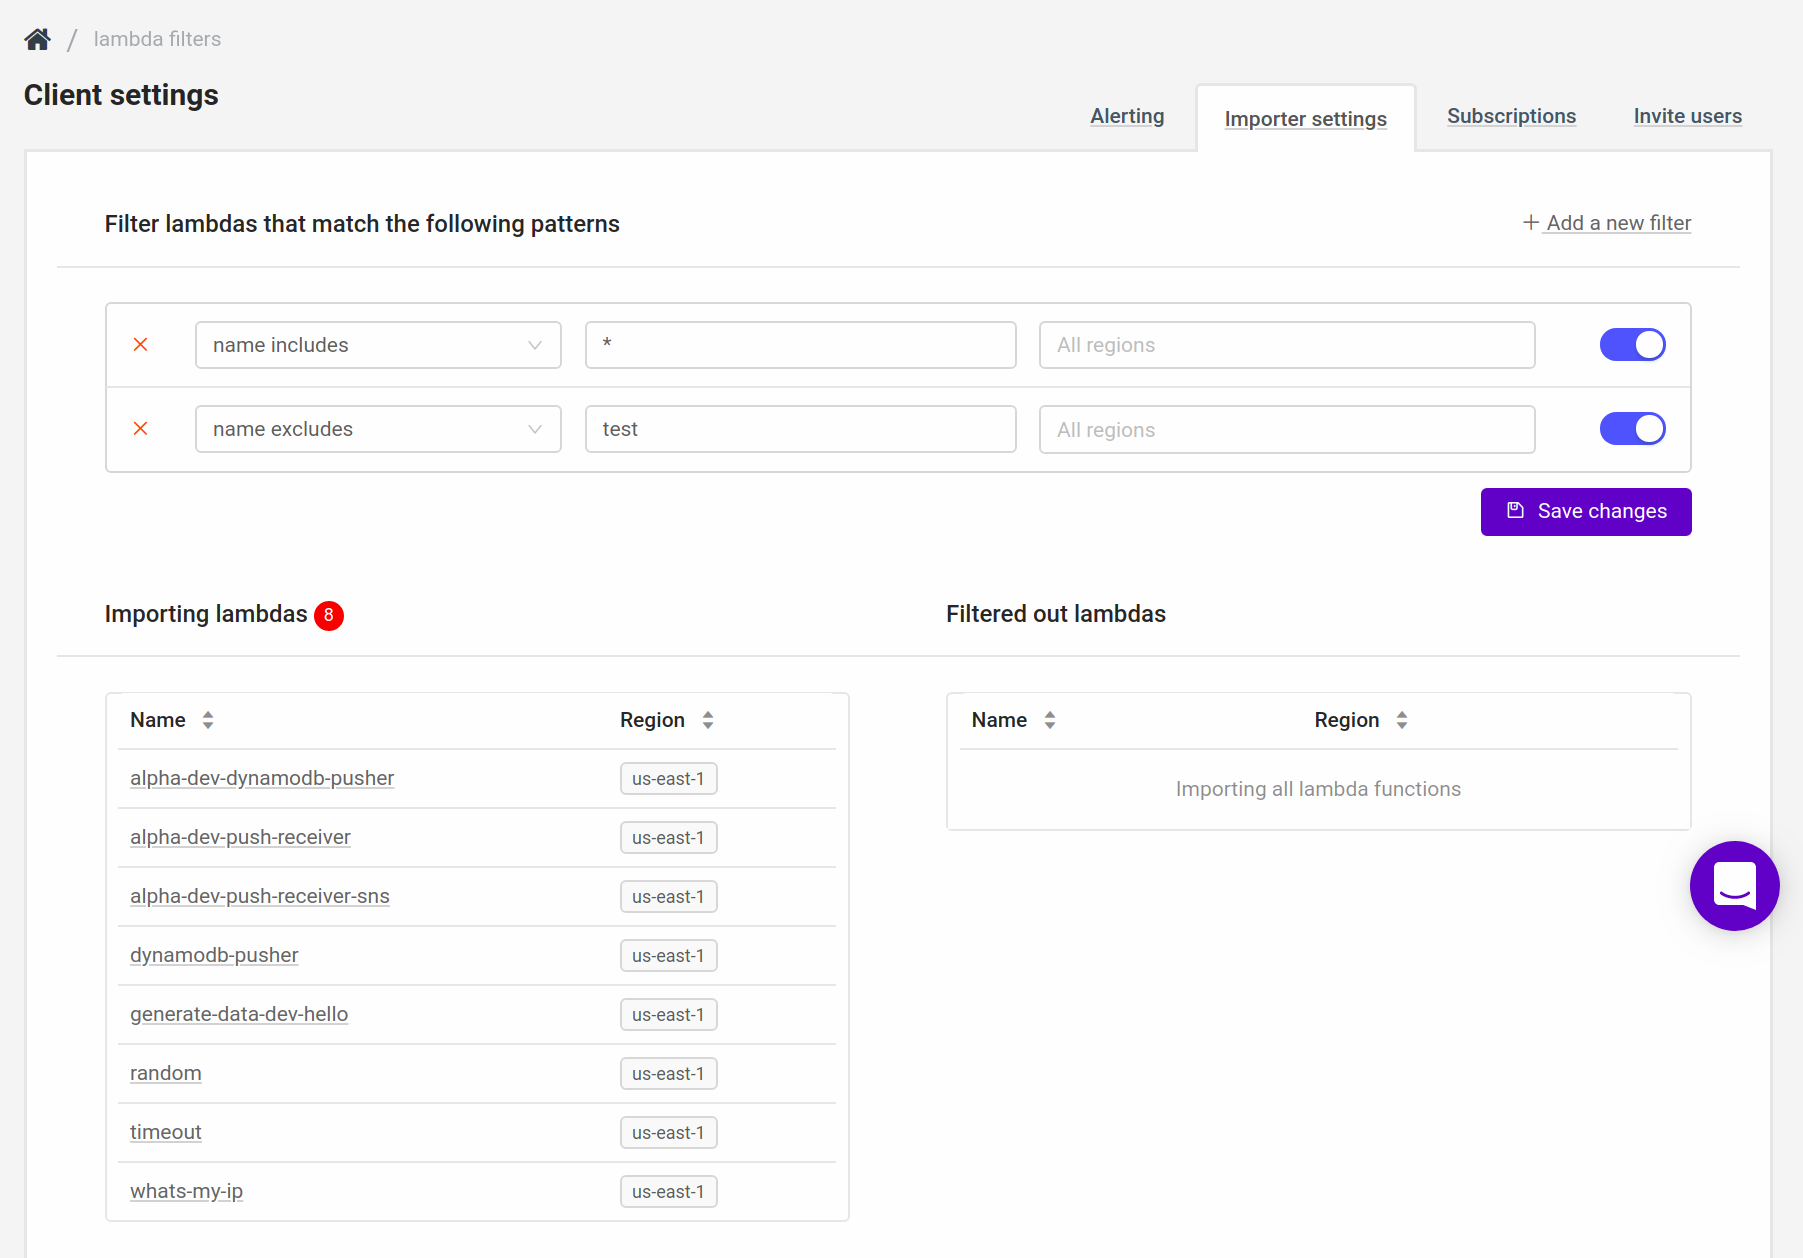 / lambda filters
Client settings
Alerting
Importer settings
Subscriptions
Invite users
Filter lambdas that match the following patterns
+ Add a new filter
name includes
*
All regions
name excludes
test
All regions
Save changes
Importing lambdas 8
Filtered out lambdas
Name Region
alpha-dev-dynamodb-pusher us-east-1
alpha-dev-push-receiver us-east-1
alpha-dev-push-receiver-sns us-east-1
dynamodb-pusher us-east-1
generate-data-dev-hello us-east-1
random us-east-1
timeout us-east-1
whats-my-ip us-east-1
Name Region
Importing all lambda functions